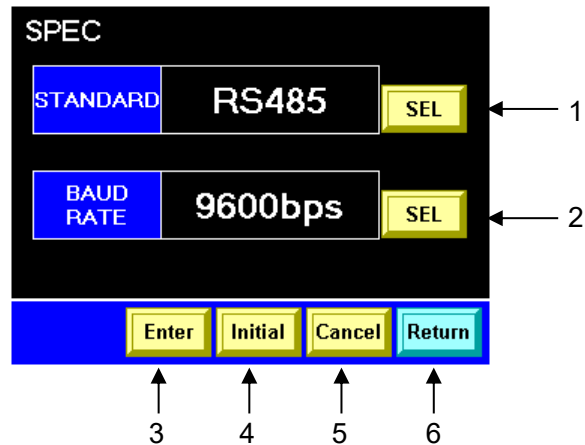 SPEC
STANDARD RS485 SEL 1
BAUD
RATE 9600bps SEL 2
Enter Initial Cancel Return
3 4 5 6